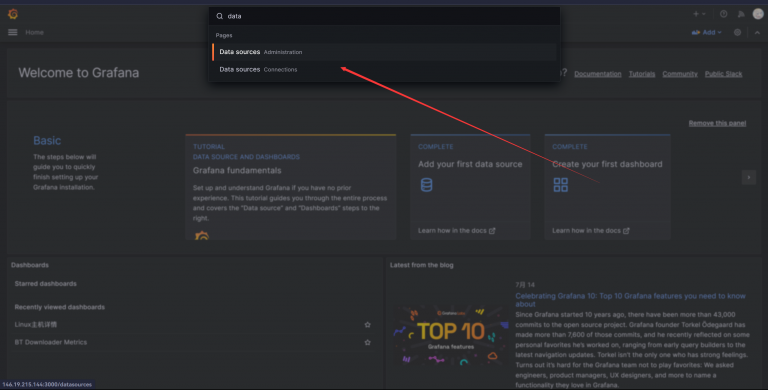 data
Pages
Data sources Administration
Data sources Connections
Home
Add
Welcome to Grafana
?
Documentation
Tutorials
Community
Public Slack
Remove this panel
Basic
The steps below will
guide you to quickly
finish setting up your
Grafana installation.
TUTORIAL
DATA SOURCE AND DASHBOARDS
Grafana fundamentals
Set up and understand Grafana if you have no prior
experience. This tutorial guides you through the entire process
and covers the "Data source" and "Dashboards" steps to the
right.
COMPLETE
Add your first data source
Learn how in the docs
COMPLETE
Create your first dashboard
Learn how in the docs
Dashboards
Starred dashboards
Recently viewed dashboards
Linux主机详情
BT Downloader Metrics
Latest from the blog
TOP 10
Grafana features
7月 14
Celebrating Grafana 10: Top 10 Grafana features you need to know
about
Since Grafana started 10 years ago, there have been more than 43,000
commits to the open source project. Grafana founder Torkel Ödegaard has
made more than 7,600 of those commits, and he recently reflected on some
personal favorites he's worked on, ranging from early query builders to the
latest navigation updates. Torkel isn't the only one who has strong feelings.
Turns out it's hard for the Grafana team not to play favorites: We asked
engineers, product managers, UX designers, and more to name a
functionality they love in Grafana.
146.19.215.144:3000/datasources